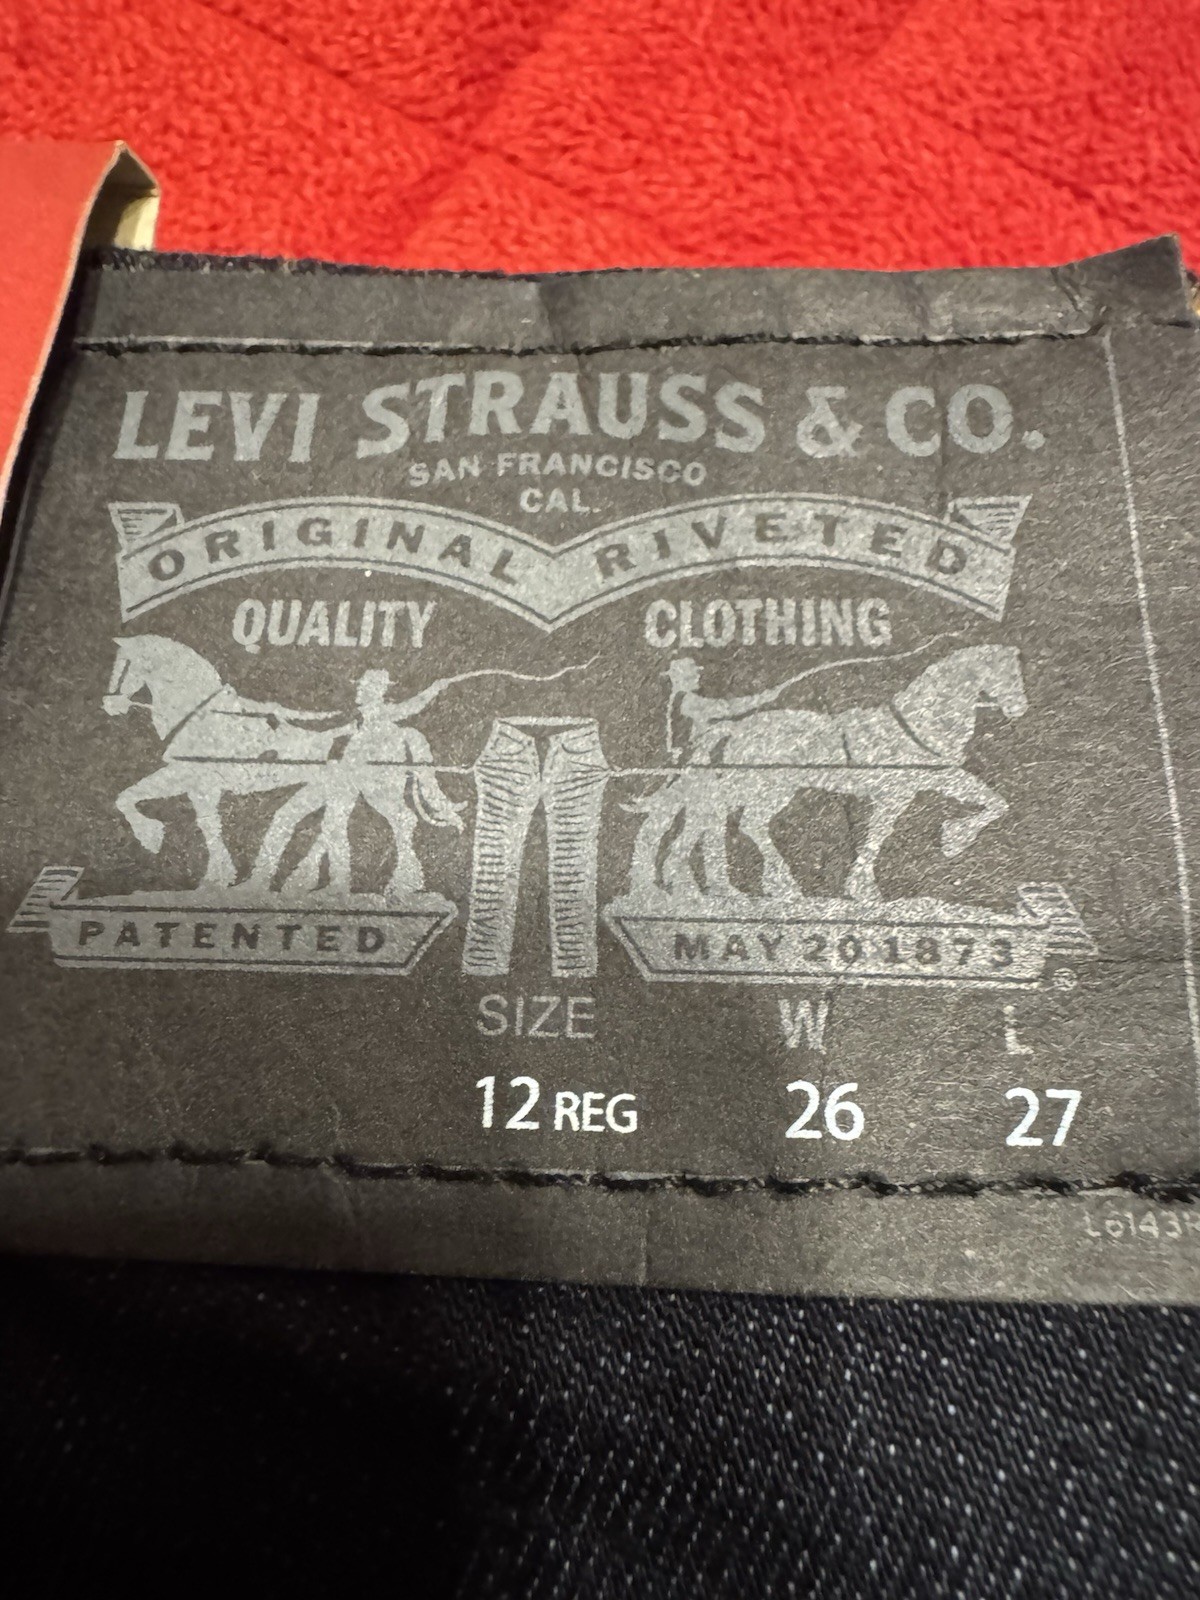 LEVI STRAUSS & CO.
SAN FRANCISCO
CAL.
ORIGINAL RIVETED
QUALITY CLOTHING
PATENTED MAY 20 1873
®
SIZE W L
12 REG 26 27